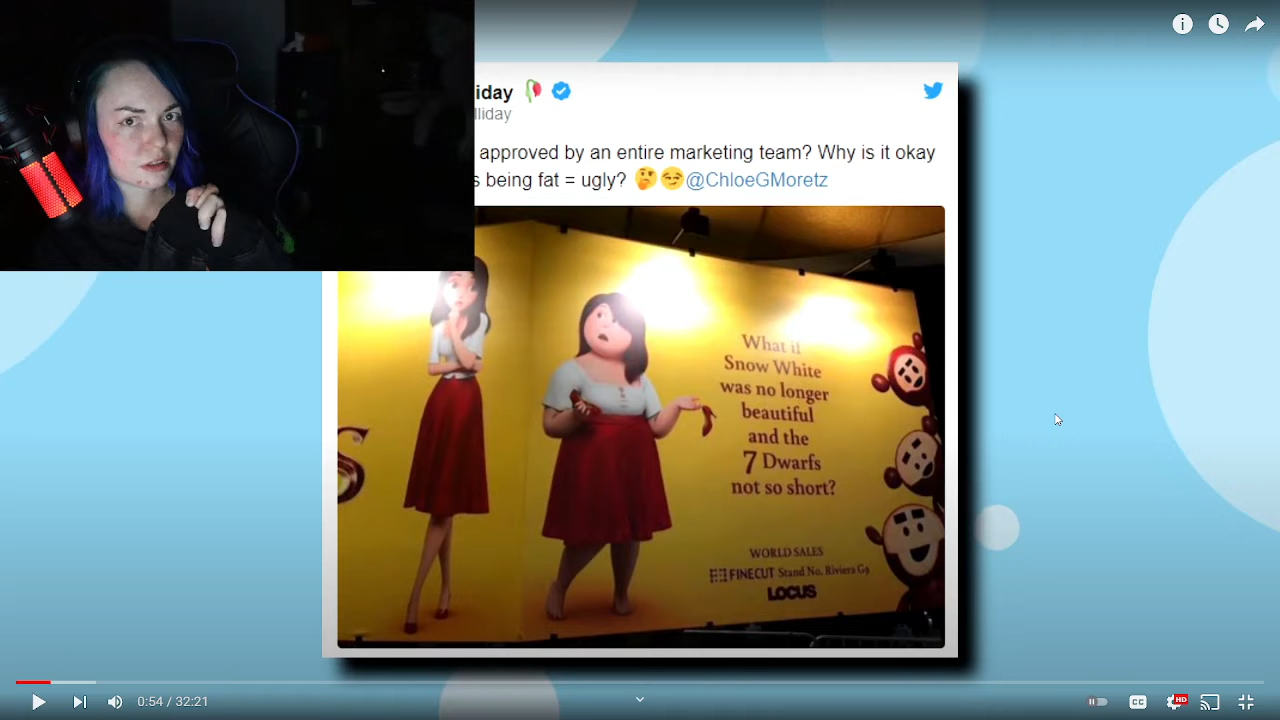 iday
lliday
approved by an entire marketing team? Why is it okay
s being fat = ugly? 🤔😏@ChloeGMoretz
What if
Snow White
was no longer
beautiful
and the
7 Dwarfs
not so short?
WORLD SALES
FINECUT Stand No. Riviera G9
LOCUS
S
0:54 / 32:21
CC
HD